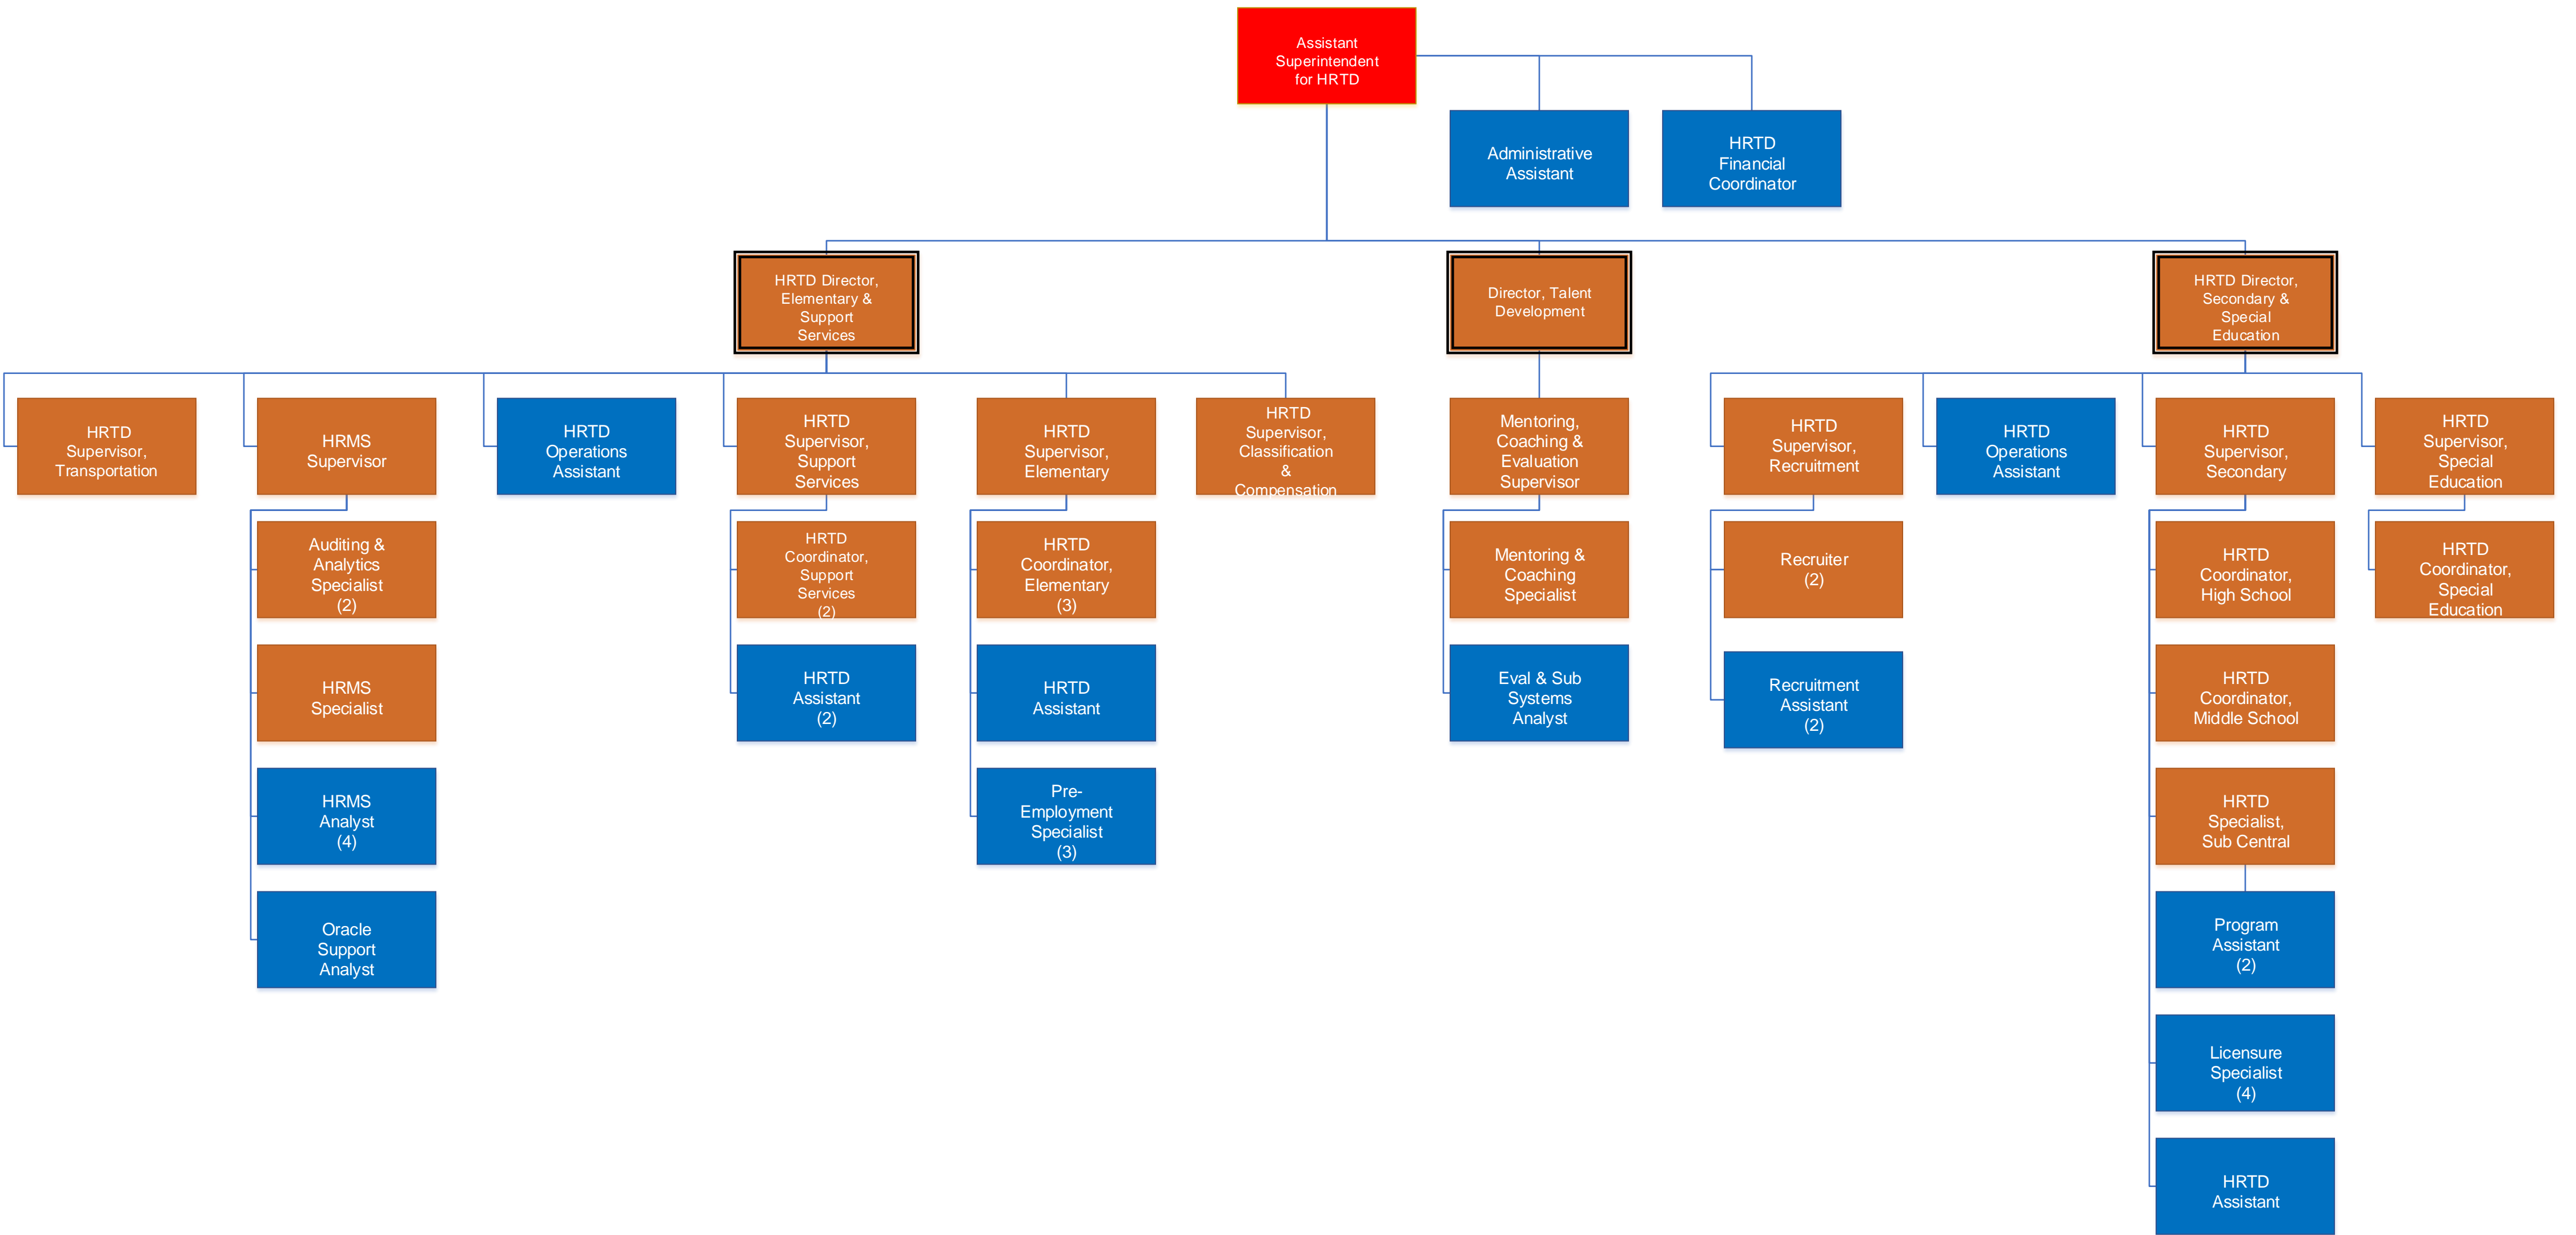 Assistant
Superintendent
for HRTD
Administrative
Assistant
HRTD
Financial
Coordinator
HRTD Director,
Elementary &
Support
Services
Director, Talent
Development
HRTD Director,
Secondary &
Special
Education
HRTD
Supervisor,
Transportation
HRMS
Supervisor
HRTD
Operations
Assistant
HRTD
Supervisor,
Support
Services
HRTD
Supervisor,
Elementary
HRTD
Supervisor,
Classification
&
Compensation
Mentoring,
Coaching &
Evaluation
Supervisor
HRTD
Supervisor,
Recruitment
HRTD
Operations
Assistant
HRTD
Supervisor,
Secondary
HRTD
Supervisor,
Special
Education
Auditing &
Analytics
Specialist
(2)
HRTD
Coordinator,
Support
Services
(2)
HRTD
Coordinator,
Elementary
(3)
Mentoring &
Coaching
Specialist
Recruiter
(2)
HRTD
Coordinator,
High School
HRTD
Coordinator,
Special
Education
HRMS
Specialist
HRTD
Assistant
(2)
HRTD
Assistant
Eval & Sub
Systems
Analyst
Recruitment
Assistant
(2)
HRTD
Coordinator,
Middle School
HRMS
Analyst
(4)
Pre-
Employment
Specialist
(3)
HRTD
Specialist,
Sub Central
Oracle
Support
Analyst
Program
Assistant
(2)
Licensure
Specialist
(4)
HRTD
Assistant